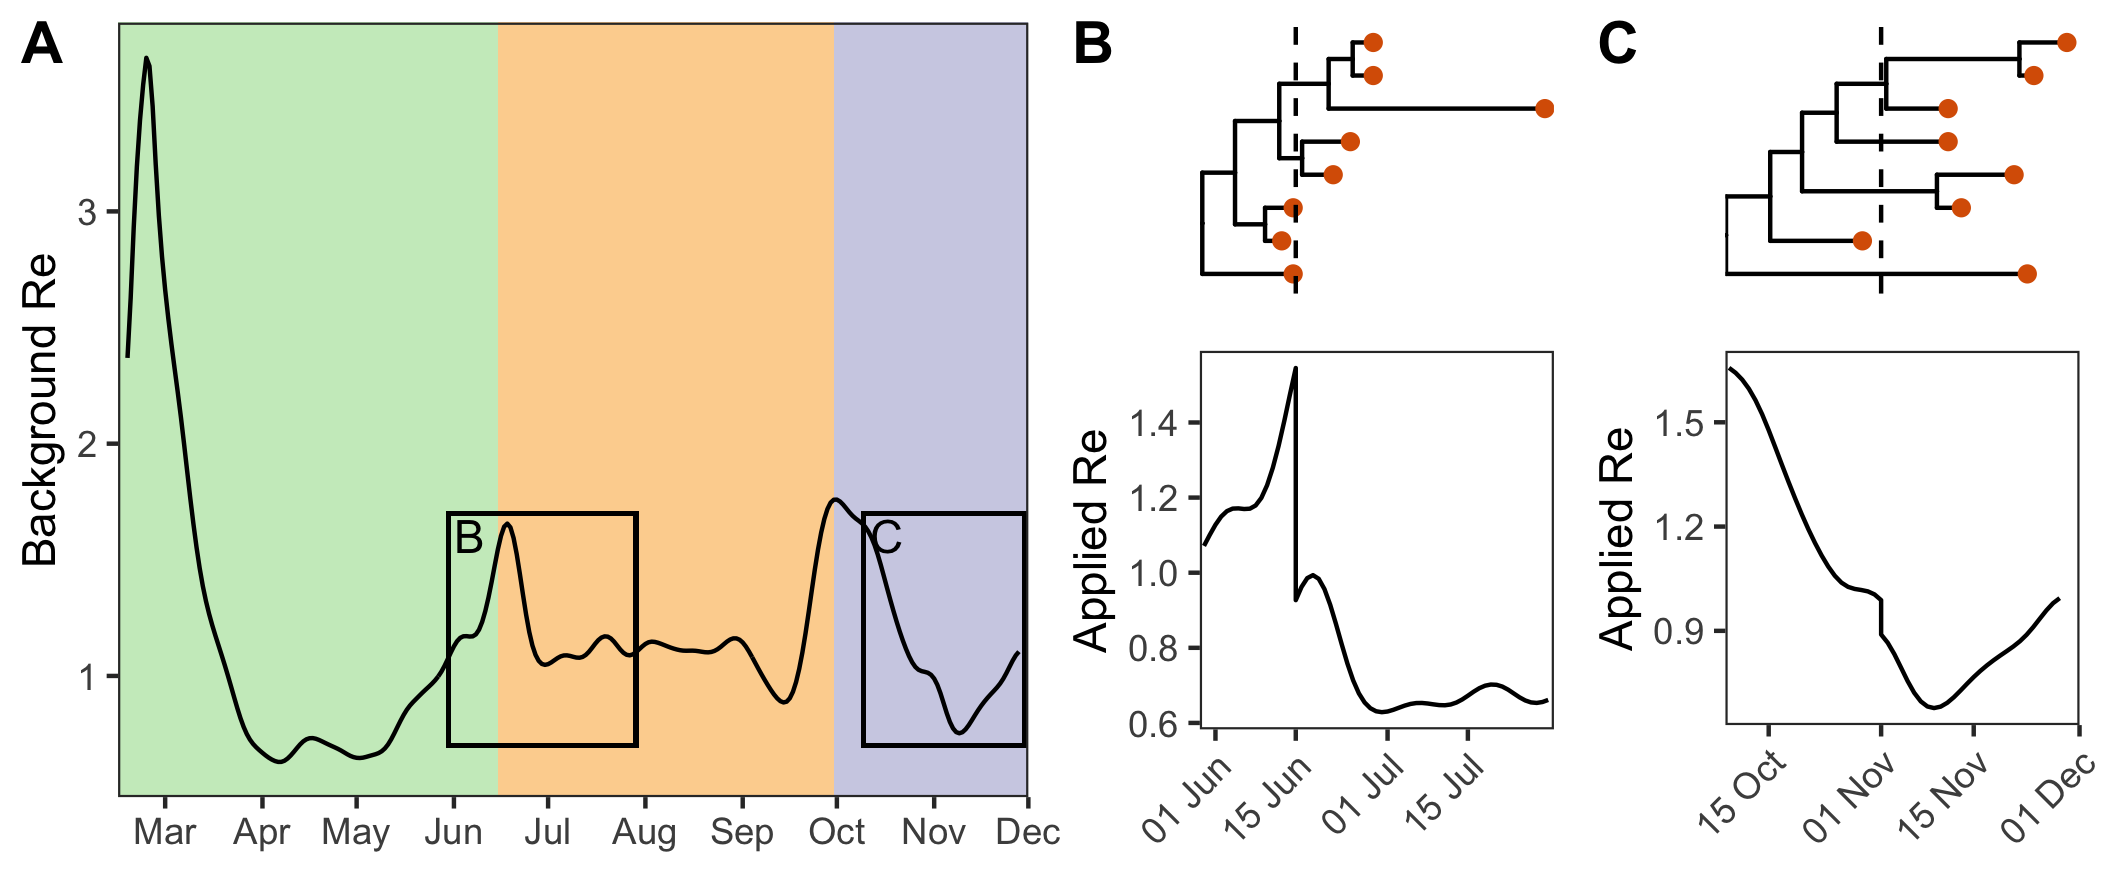 A
Background Re
3
2
1
B
C
Mar Apr May Jun Jul Aug Sep Oct Nov Dec
B
Applied Re
1.4
1.2
1.0
0.8
0.6
01 Jun 15 Jun 01 Jul 15 Jul
C
Applied Re
1.5
1.2
0.9
15 Oct 01 Nov 15 Nov 01 Dec